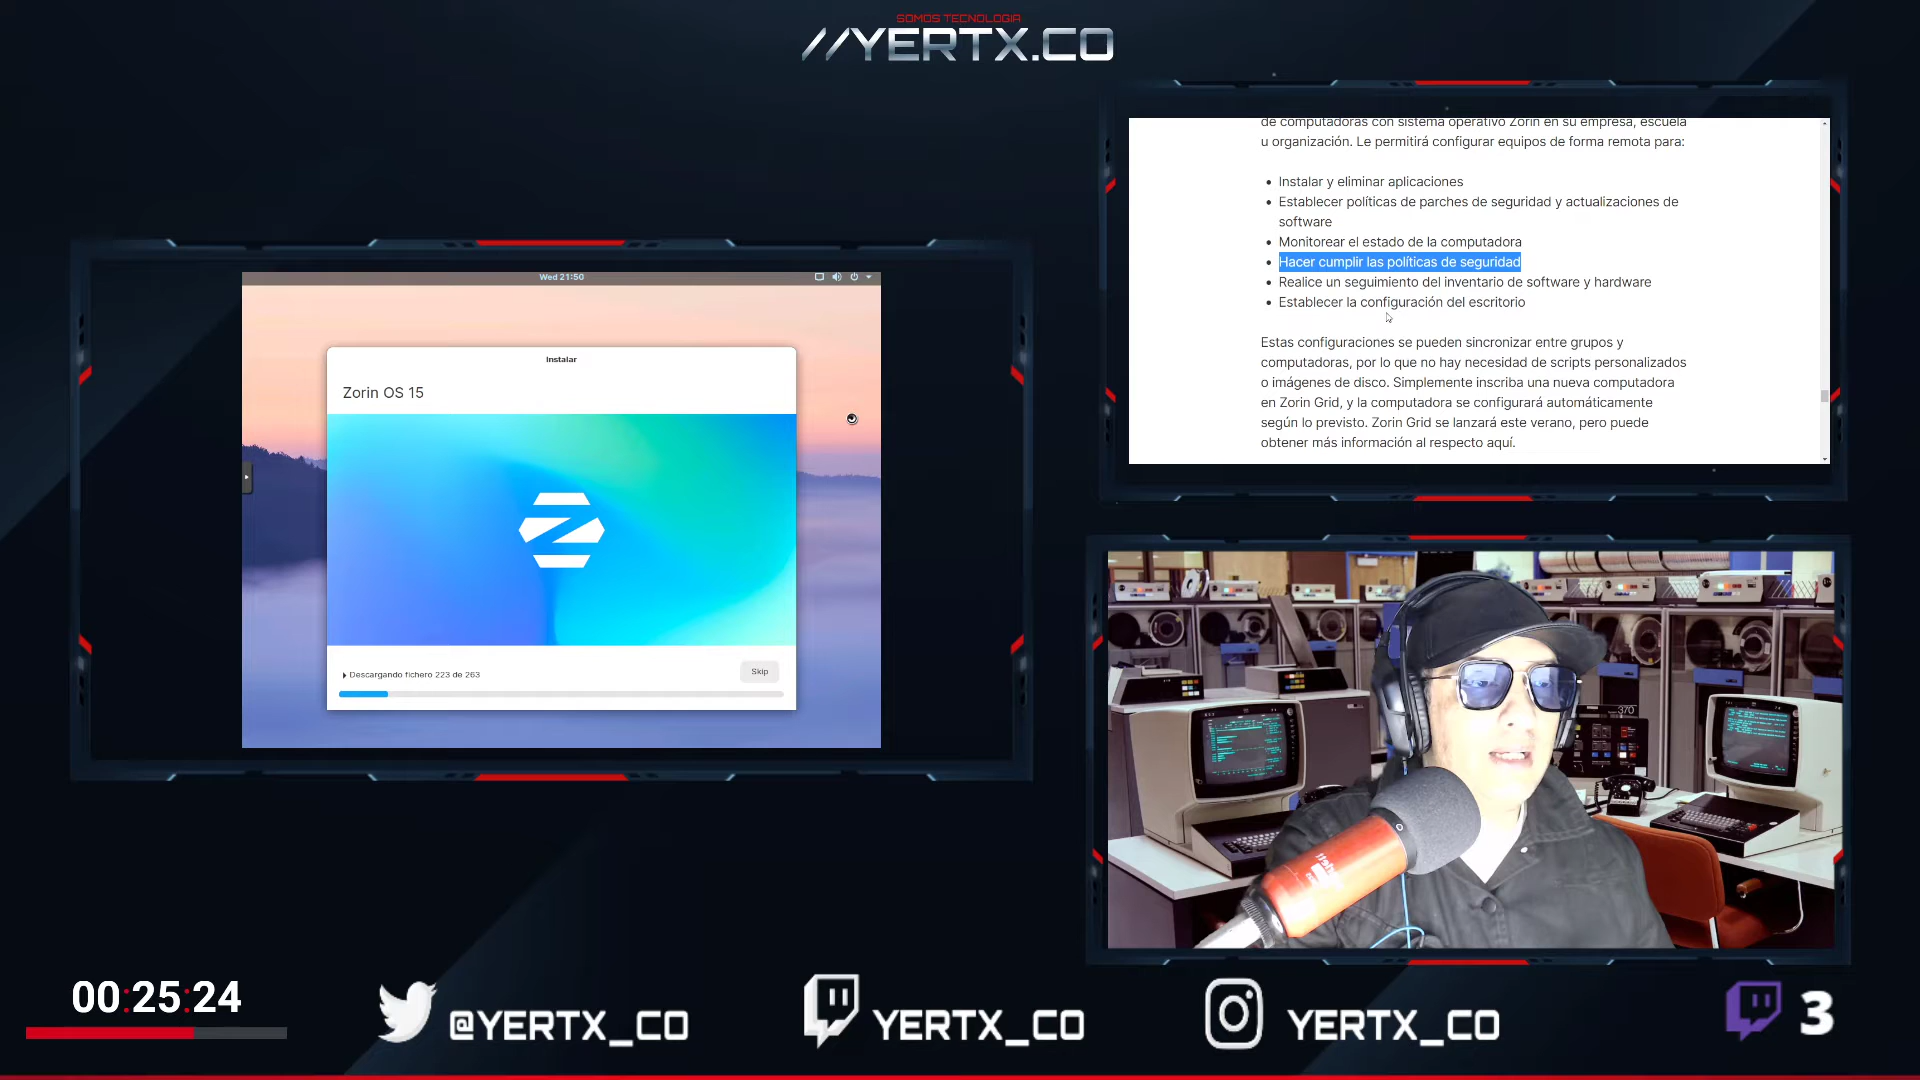 SOMOS TECNOLOGIA
//YERTX.CO
de computadoras con sistema operativo Zorin en su empresa, escuela
u organización. Le permitirá configurar equipos de forma remota para:
• Instalar y eliminar aplicaciones
• Establecer políticas de parches de seguridad y actualizaciones de
software
• Monitorear el estado de la computadora
• Hacer cumplir las políticas de seguridad
• Realice un seguimiento del inventario de software y hardware
• Establecer la configuración del escritorio
Estas configuraciones se pueden sincronizar entre grupos y
computadoras, por lo que no hay necesidad de scripts personalizados
o imágenes de disco. Simplemente inscriba una nueva computadora
en Zorin Grid, y la computadora se configurará automáticamente
según lo previsto. Zorin Grid se lanzará este verano, pero puede
obtener más información al respecto aquí.
Wed 21:50
Instalar
Zorin OS 15
Descargando fichero 223 de 263
Skip
370
00:25:24
@YERTX_CO
YERTX_CO
YERTX_CO
3